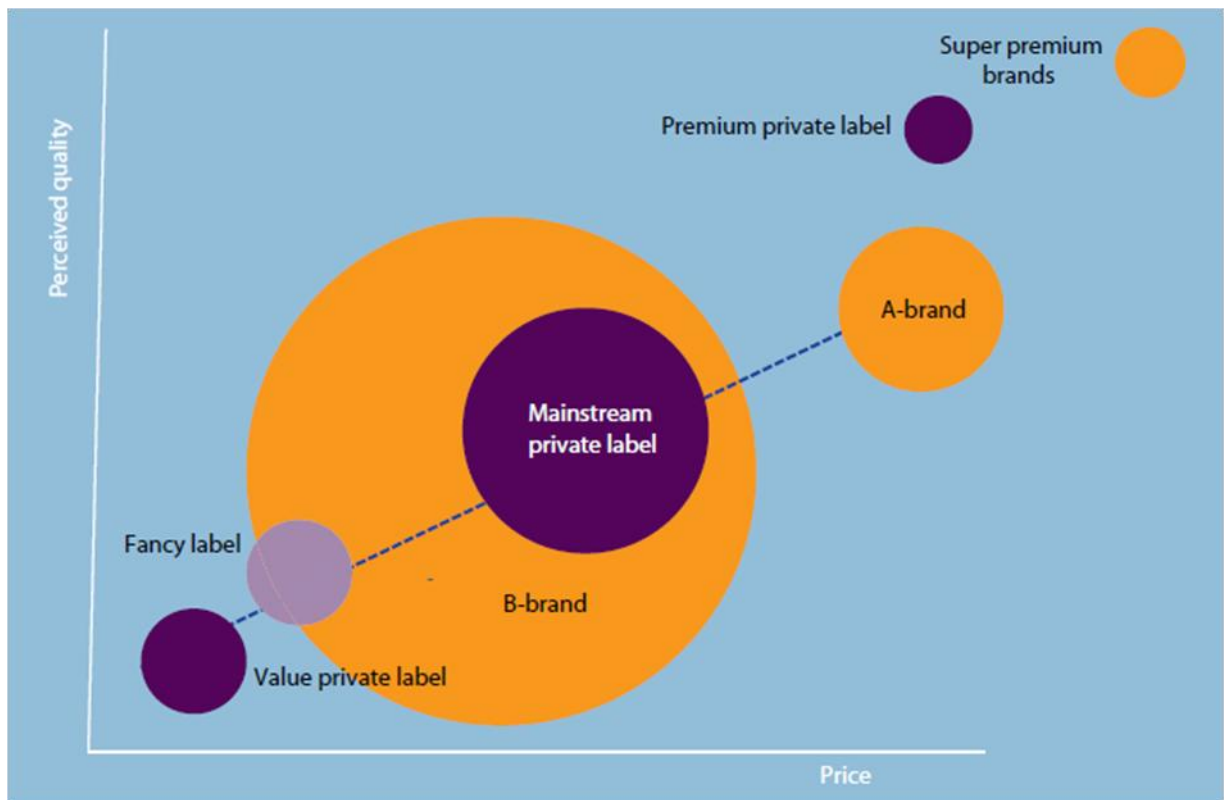 Super premium
brands
Premium private label
Perceived quality
A-brand
Mainstream
private label
Fancy label
B-brand
Value private label
Price